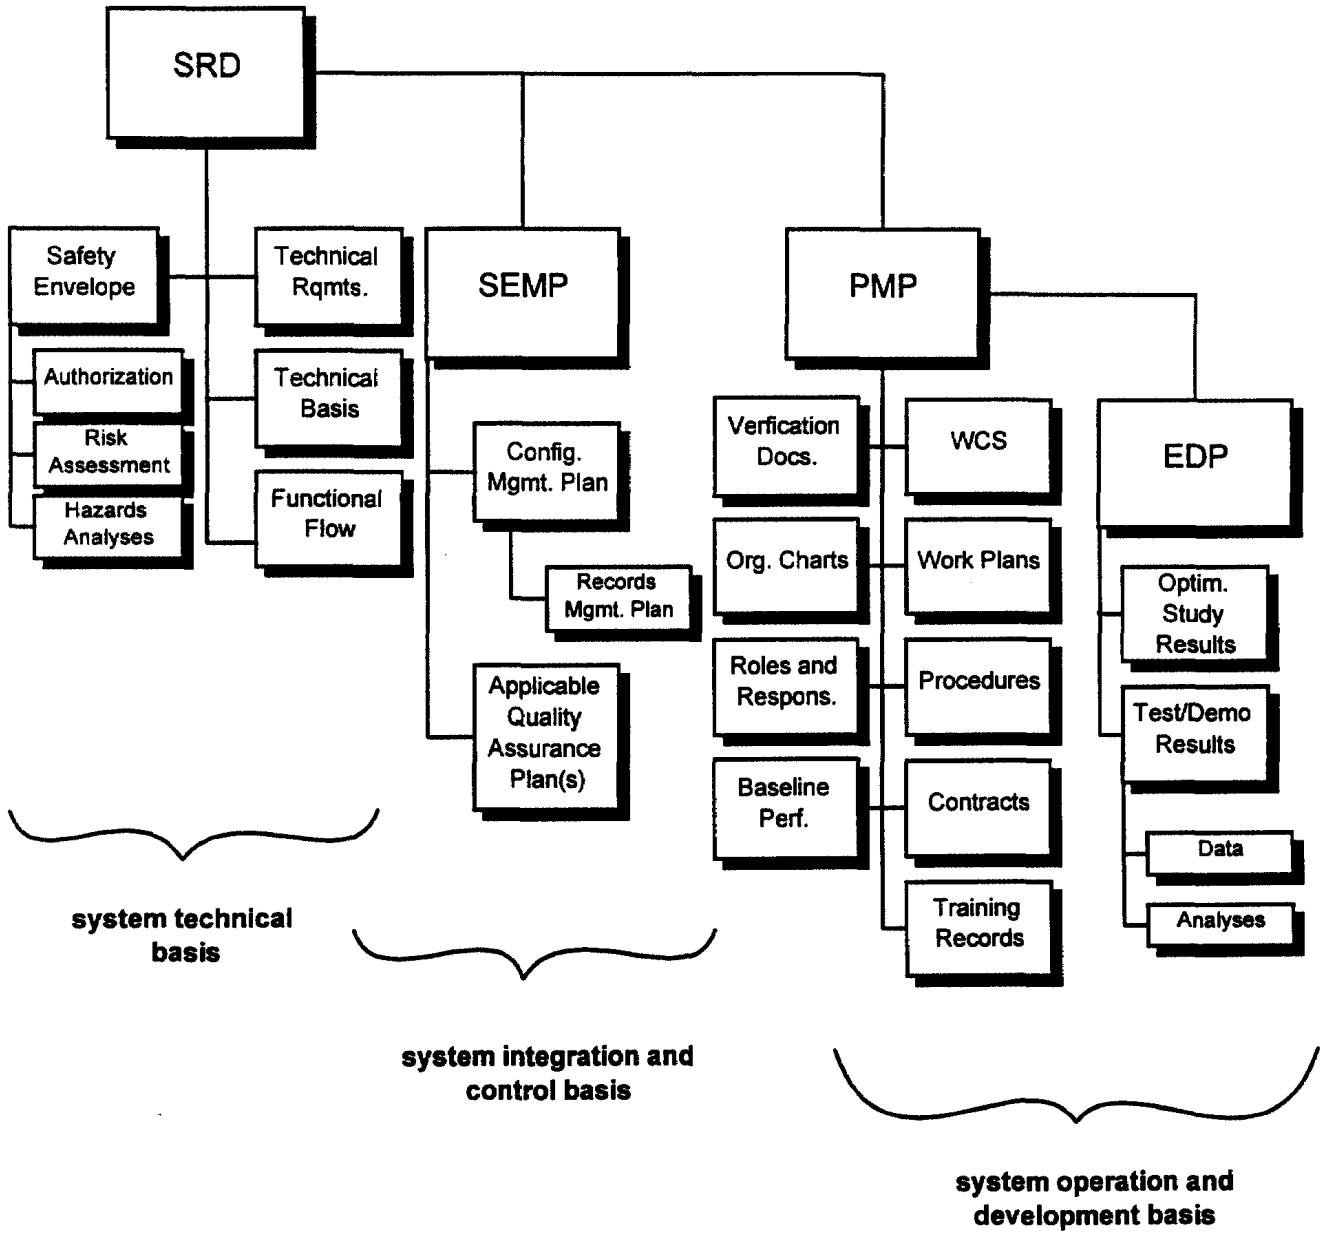 SRD
Safety
Envelope
Technical
Rqmts.
SEMP
PMP
Authorization
Risk
Assessment
Hazards
Analyses
Technical
Basis
Functional
Flow
Config.
Mgmt. Plan
Records
Mgmt. Plan
Applicable
Quality
Assurance
Plan(s)
Verfication
Docs.
WCS
Org. Charts
Work Plans
Roles and
Respons.
Procedures
Baseline
Perf.
Contracts
Training
Records
EDP
Optim.
Study
Results
Test/Demo
Results
Data
Analyses
system technical
basis
system integration and
control basis
system operation and
development basis